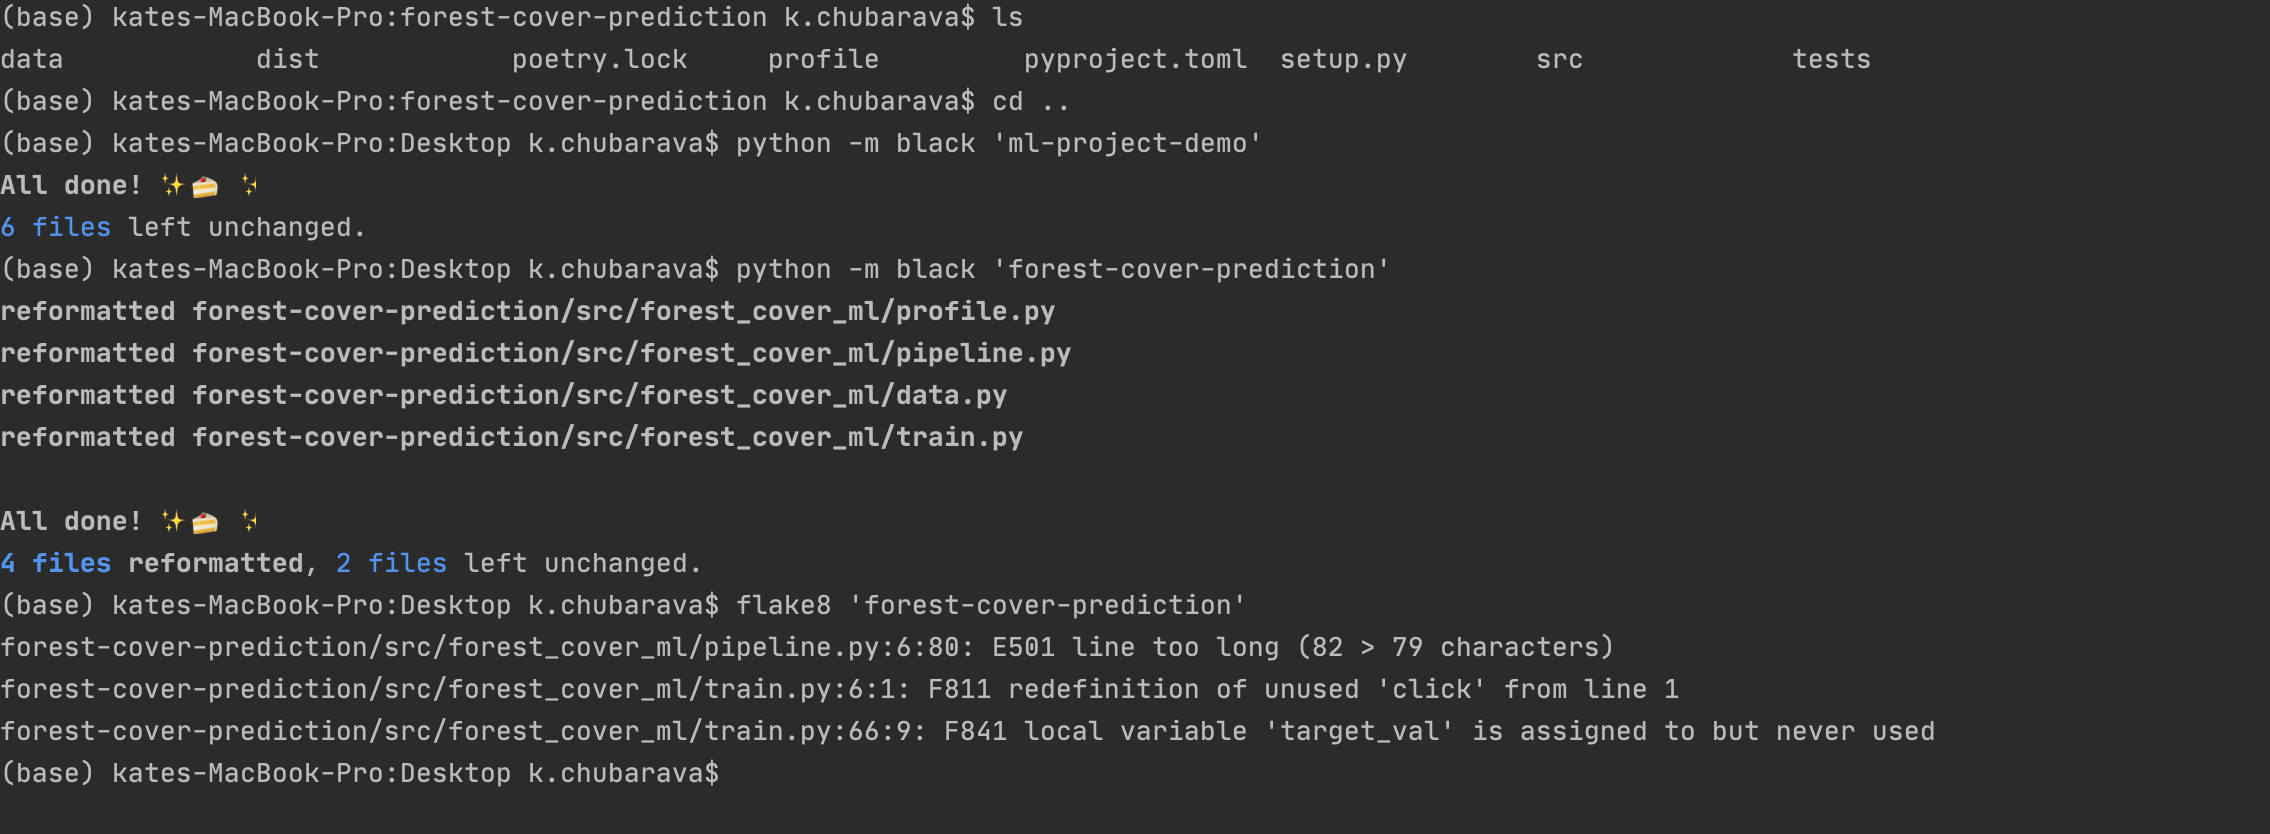 (base) kates-MacBook-Pro:forest-cover-prediction k.chubarava$ ls
data            dist            poetry.lock     profile         pyproject.toml  setup.py        src             tests
(base) kates-MacBook-Pro:forest-cover-prediction k.chubarava$ cd ..
(base) kates-MacBook-Pro:Desktop k.chubarava$ python -m black 'ml-project-demo'
All done! ✨🍰 ✨
6 files left unchanged.
(base) kates-MacBook-Pro:Desktop k.chubarava$ python -m black 'forest-cover-prediction'
reformatted forest-cover-prediction/src/forest_cover_ml/profile.py
reformatted forest-cover-prediction/src/forest_cover_ml/pipeline.py
reformatted forest-cover-prediction/src/forest_cover_ml/data.py
reformatted forest-cover-prediction/src/forest_cover_ml/train.py
All done! ✨🍰 ✨
4 files reformatted, 2 files left unchanged.
(base) kates-MacBook-Pro:Desktop k.chubarava$ flake8 'forest-cover-prediction'
forest-cover-prediction/src/forest_cover_ml/pipeline.py:6:80: E501 line too long (82 > 79 characters)
forest-cover-prediction/src/forest_cover_ml/train.py:6:1: F811 redefinition of unused 'click' from line 1
forest-cover-prediction/src/forest_cover_ml/train.py:66:9: F841 local variable 'target_val' is assigned to but never used
(base) kates-MacBook-Pro:Desktop k.chubarava$